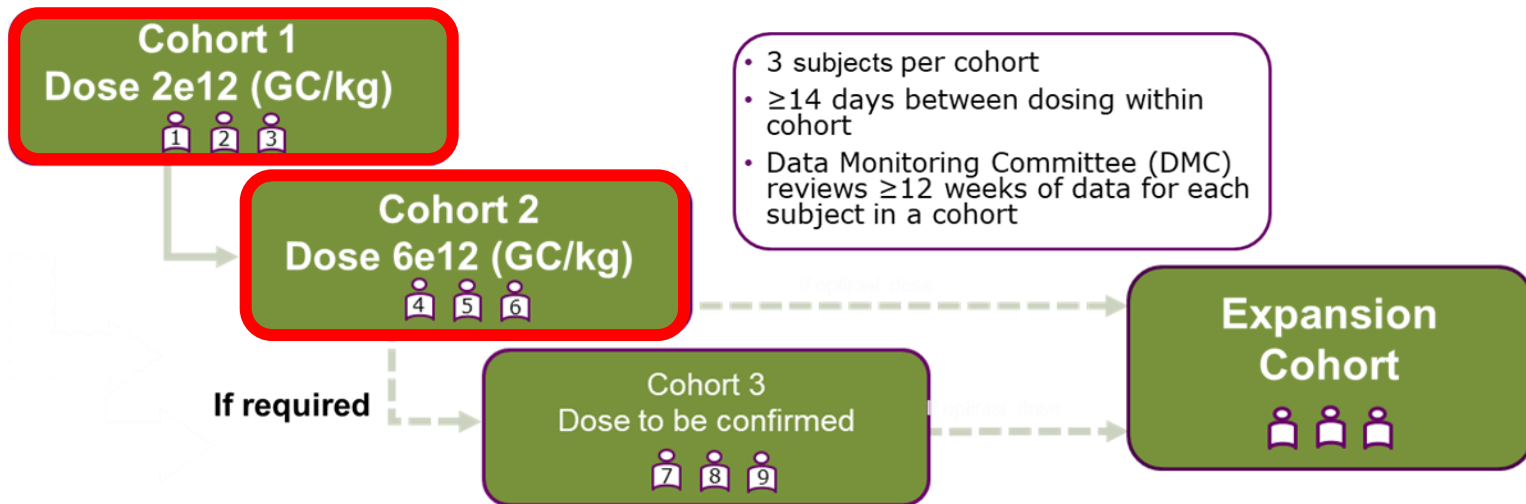 Cohort 1
Dose 2e12 (GC/kg)
1 2 3
• 3 subjects per cohort
• ≥14 days between dosing within
cohort
• Data Monitoring Committee (DMC)
reviews ≥12 weeks of data for each
subject in a cohort
Cohort 2
Dose 6e12 (GC/kg)
4 5 6
If required
Cohort 3
Dose to be confirmed
7 8 9
Expansion
Cohort